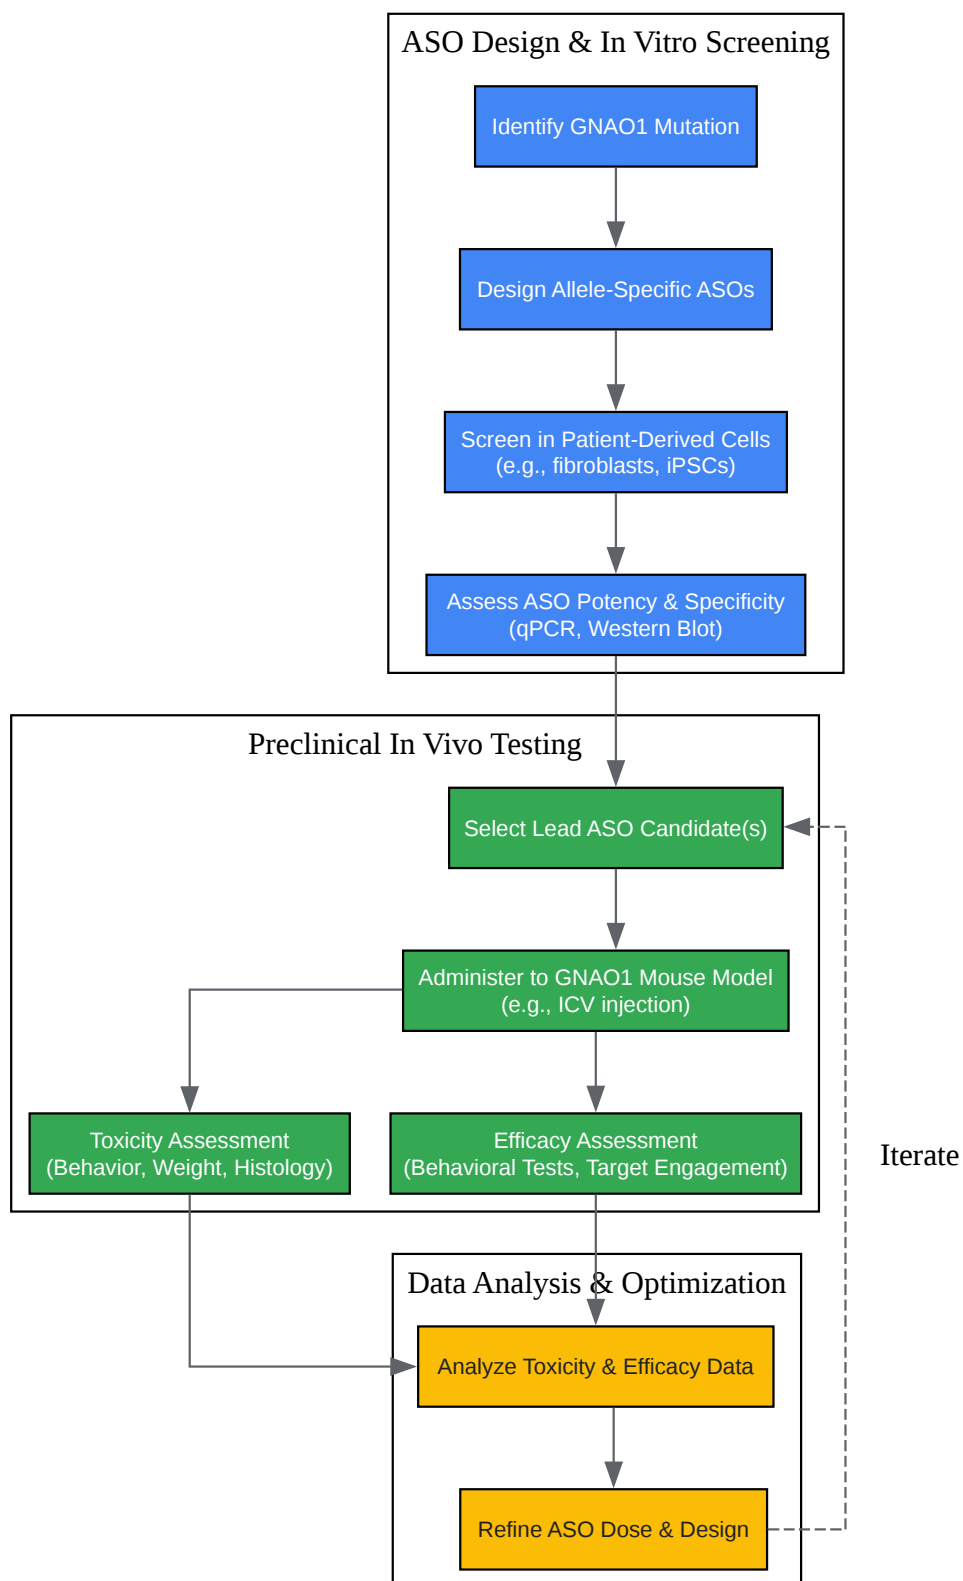 ASO Design & In Vitro Screening
Identify GNAO1 Mutation
Design Allele-Specific ASOs
Screen in Patient-Derived Cells
(e.g., fibroblasts, iPSCs)
Assess ASO Potency & Specificity
(qPCR, Western Blot)
Preclinical In Vivo Testing
Select Lead ASO Candidate(s)
Administer to GNAO1 Mouse Model
(e.g., ICV injection)
Toxicity Assessment
(Behavior, Weight, Histology)
Efficacy Assessment
(Behavioral Tests, Target Engagement)
Iterate
Data Analysis & Optimization
Analyze Toxicity & Efficacy Data
Refine ASO Dose & Design